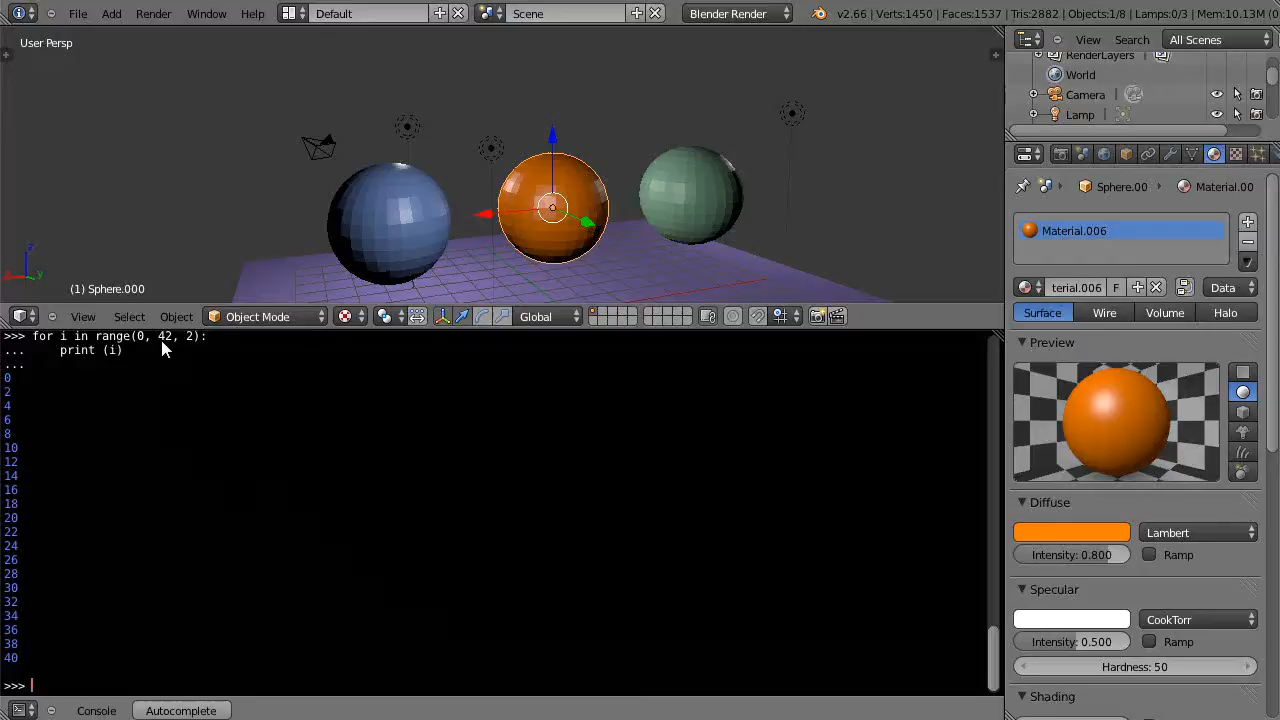 File Add Render Window Help Default Scene Blender Render v2.66 | Verts:1450 | Faces:1537 | Tris:2882 | Objects:1/8 | Lamps:0/3 | Mem:10.13M (0
User Persp
(1) Sphere.000
View Select Object Object Mode Global
>>> for i in range(0, 42, 2):
... print (i)
...
0
2
4
6
8
10
12
14
16
18
20
22
24
26
28
30
32
34
36
38
40
>>>
Console Autocomplete
View Search All Scenes
RenderLayers
World
Camera
Lamp
Sphere.00 Material.00
Material.006
terial.006 F Data
Surface Wire Volume Halo
Preview
Diffuse
Lambert
Intensity: 0.800 Ramp
Specular
CookTorr
Intensity: 0.500 Ramp
Hardness: 50
Shading